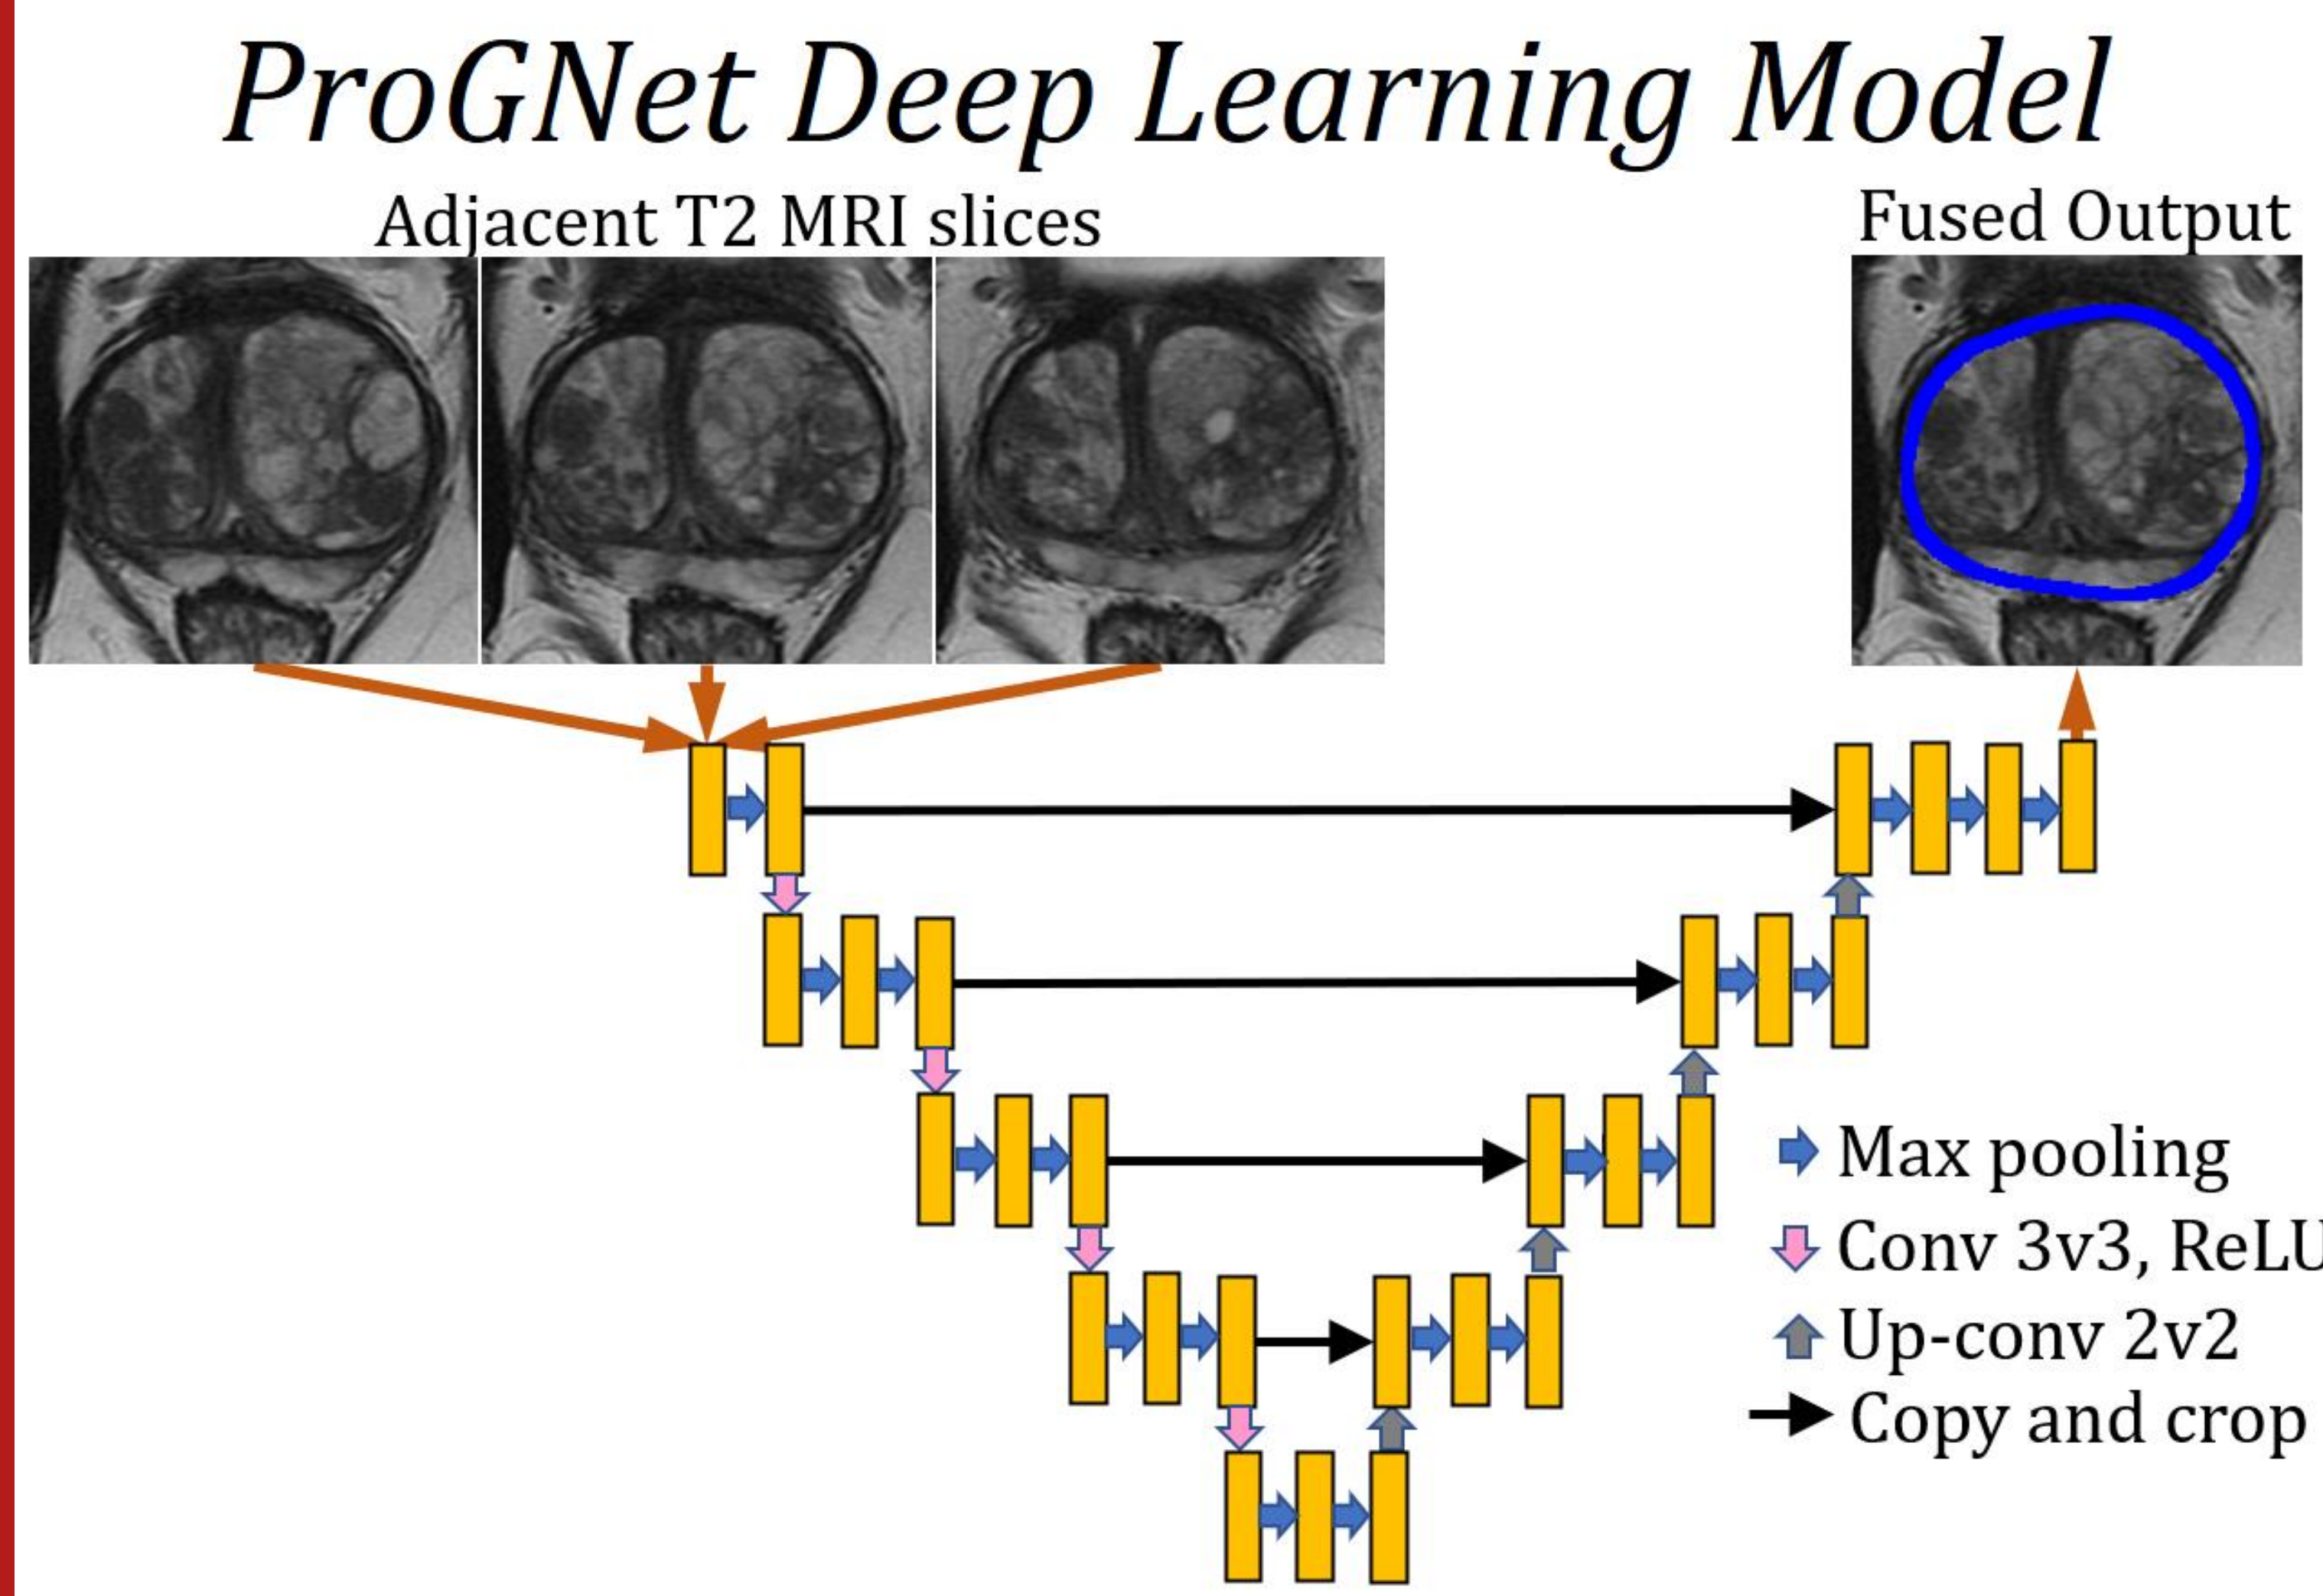 ProGNet Deep Learning Model
Adjacent T2 MRI slices
Fused Output
Max pooling
Conv 3v3, ReLU
Up-conv 2v2
Copy and crop